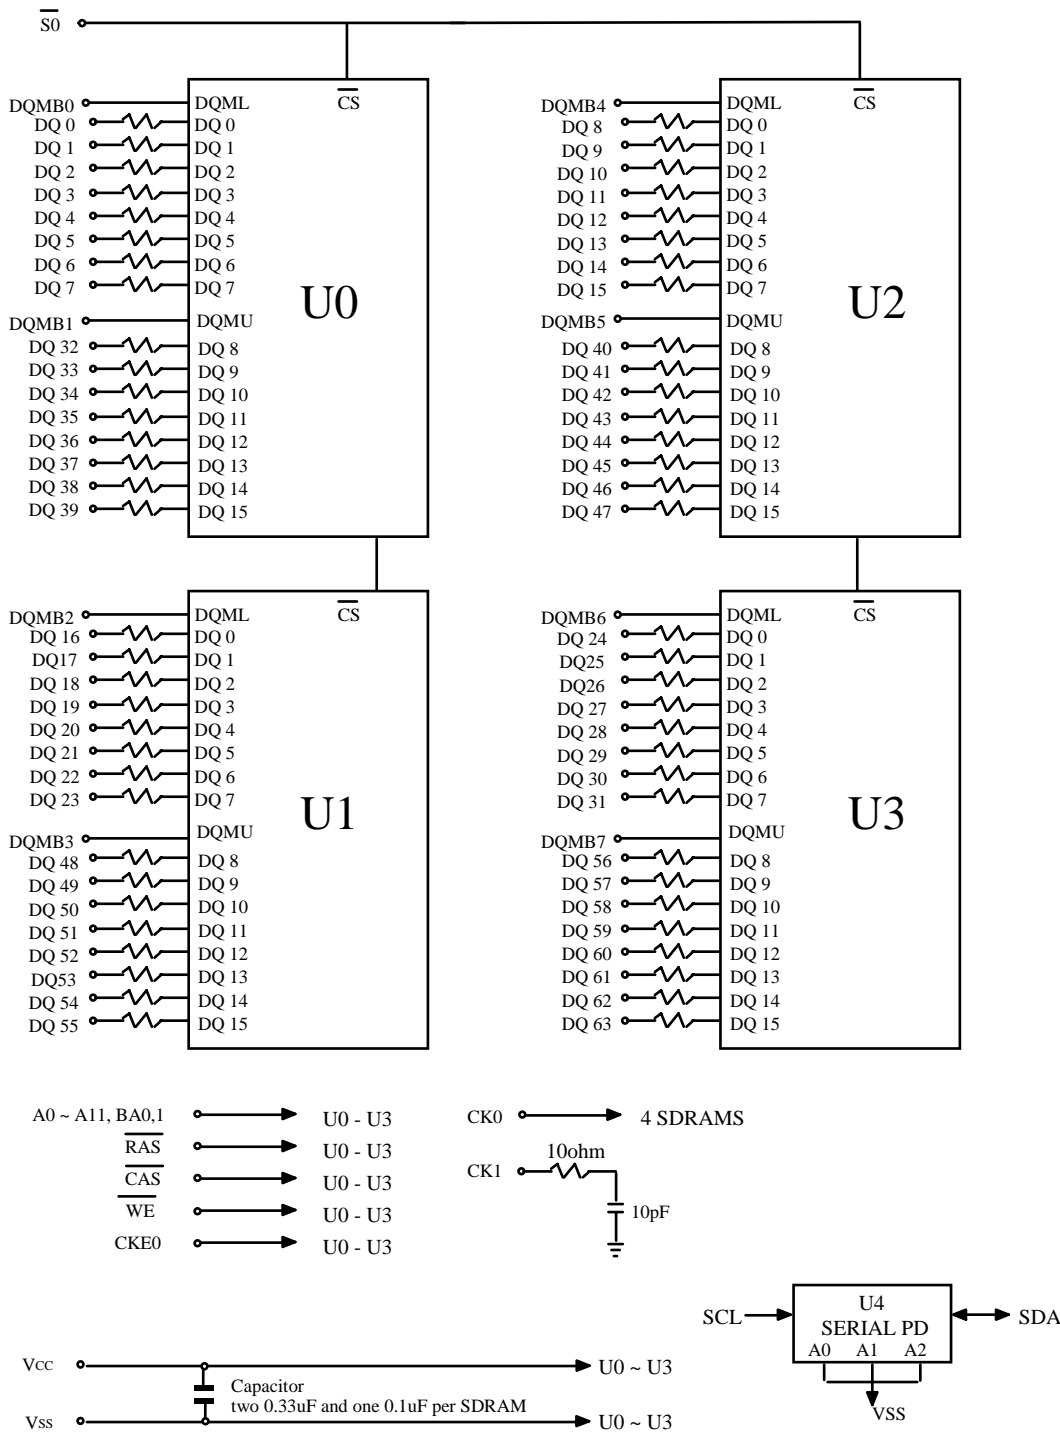 S0
CS
DQMB0 DQML
DQ 0 DQ 0
DQ 1 DQ 1
DQ 2 DQ 2
DQ 3 DQ 3
DQ 4 DQ 4
DQ 5 DQ 5
DQ 6 DQ 6
DQ 7 DQ 7
U0
DQMB1 DQMU
DQ 32 DQ 8
DQ 33 DQ 9
DQ 34 DQ 10
DQ 35 DQ 11
DQ 36 DQ 12
DQ 37 DQ 13
DQ 38 DQ 14
DQ 39 DQ 15
CS
DQMB4 DQML
DQ 8 DQ 0
DQ 9 DQ 1
DQ 10 DQ 2
DQ 11 DQ 3
DQ 12 DQ 4
DQ 13 DQ 5
DQ 14 DQ 6
DQ 15 DQ 7
U2
DQMB5 DQMU
DQ 40 DQ 8
DQ 41 DQ 9
DQ 42 DQ 10
DQ 43 DQ 11
DQ 44 DQ 12
DQ 45 DQ 13
DQ 46 DQ 14
DQ 47 DQ 15
CS
DQMB2 DQML
DQ 16 DQ 0
DQ17 DQ 1
DQ 18 DQ 2
DQ 19 DQ 3
DQ 20 DQ 4
DQ 21 DQ 5
DQ 22 DQ 6
DQ 23 DQ 7
U1
DQMB3 DQMU
DQ 48 DQ 8
DQ 49 DQ 9
DQ 50 DQ 10
DQ 51 DQ 11
DQ 52 DQ 12
DQ53 DQ 13
DQ 54 DQ 14
DQ 55 DQ 15
CS
DQMB6 DQML
DQ 24 DQ 0
DQ25 DQ 1
DQ26 DQ 2
DQ 27 DQ 3
DQ 28 DQ 4
DQ 29 DQ 5
DQ 30 DQ 6
DQ 31 DQ 7
U3
DQMB7 DQMU
DQ 56 DQ 8
DQ 57 DQ 9
DQ 58 DQ 10
DQ 59 DQ 11
DQ 60 DQ 12
DQ 61 DQ 13
DQ 62 DQ 14
DQ 63 DQ 15
A0 ~ A11, BA0,1 U0 - U3
RAS U0 - U3
CAS U0 - U3
WE U0 - U3
CKE0 U0 - U3
CK0 4 SDRAMS
10ohm
CK1
10pF
U4
SCL SERIAL PD SDA
A0 A1 A2
VSS
VCC U0 ~ U3
Capacitor
two 0.33uF and one 0.1uF per SDRAM
VSS U0 ~ U3